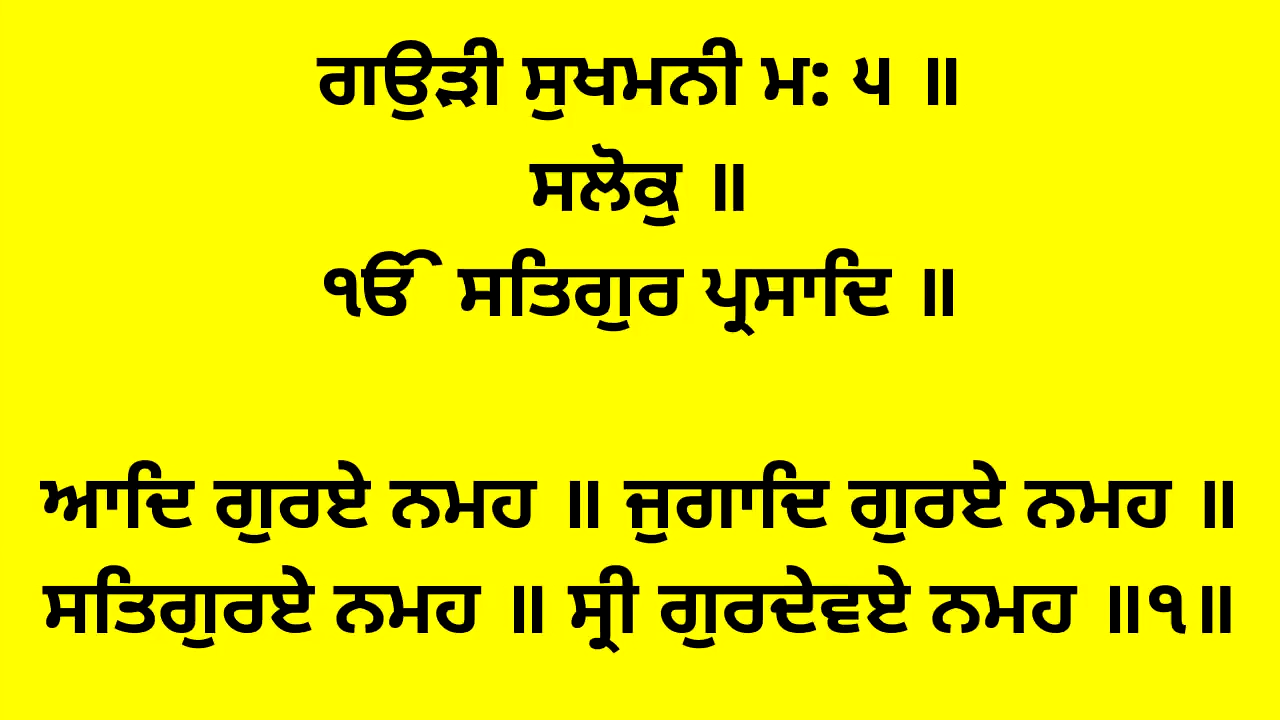 ਗਉੜੀ ਸੁਖਮਨੀ ਮ: ੫ ॥
ਸਲੋਕੁ ॥
ੴ ਸਤਿਗੁਰ ਪ੍ਰਸਾਦਿ ॥
ਆਦਿ ਗੁਰਏ ਨਮਹ ॥ ਜੁਗਾਦਿ ਗੁਰਏ ਨਮਹ ॥
ਸਤਿਗੁਰਏ ਨਮਹ ॥ ਸ੍ਰੀ ਗੁਰਦੇਵਏ ਨਮਹ ॥੧॥